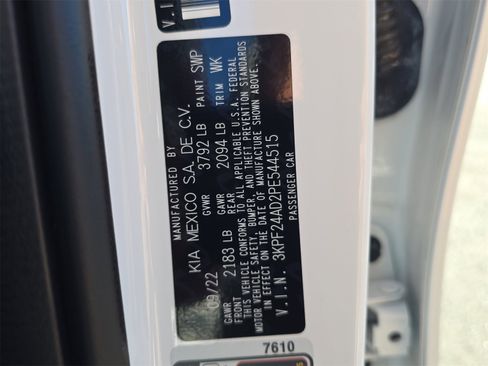 V.I.N
MANUFACTURED BY
KIA MEXICO S.A. DE C.V.
09/22 GVWR 3792 LB PAINT SWP
GAWR FRONT 2183 LB GAWR REAR 2094 LB TRIM WK
THIS VEHICLE CONFORMS TO ALL APPLICABLE U.S.A. FEDERAL
MOTOR VEHICLE SAFETY, BUMPER, AND THEFT PREVENTION STANDARDS
IN EFFECT ON THE DATE OF MANUFACTURE SHOWN ABOVE.
V.I.N. 3KPF24AD2PE544515
PASSENGER CAR
7610